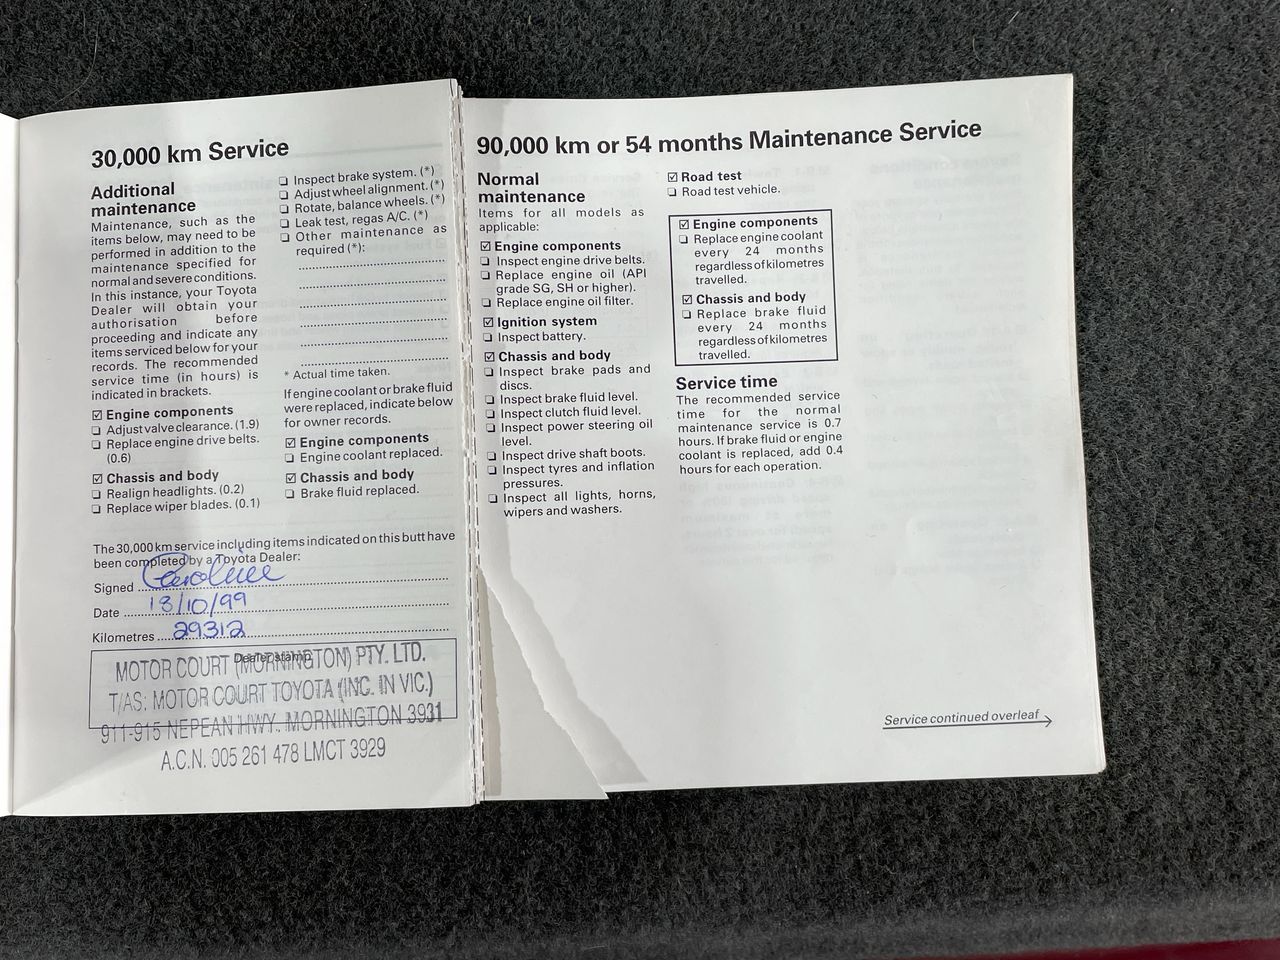 30,000 km Service
Additional
maintenance
Maintenance, such as the
items below, may need to be
performed in addition to the
maintenance specified for
normal and severe conditions.
In this instance, your Toyota
Dealer will obtain your
authorisation before
proceeding and indicate any
items serviced below for your
records. The recommended
service time (in hours) is
indicated in brackets.
☑ Engine components
❏ Adjust valve clearance. (1.9)
❏ Replace engine drive belts.
(0.6)
☑ Chassis and body
❏ Realign headlights. (0.2)
❏ Replace wiper blades. (0.1)
❏ Inspect brake system. (*)
❏ Adjust wheel alignment. (*)
❏ Rotate, balance wheels. (*)
❏ Leak test, regas A/C. (*)
❏ Other maintenance as
required (*):
* Actual time taken.
If engine coolant or brake fluid
were replaced, indicate below
for owner records.
☑ Engine components
❏ Engine coolant replaced.
☑ Chassis and body
❏ Brake fluid replaced.
The 30,000 km service including items indicated on this butt have
been completed by a Toyota Dealer:
Signed Caroline
Date 18/10/99
Kilometres 29312
Dealer stamp
MOTOR COURT (MORNINGTON) PTY. LTD.
T/AS: MOTOR COURT TOYOTA (INC. IN VIC.)
911-915 NEPEAN HWY. MORNINGTON 3931
A.C.N. 005 261 478 LMCT 3929
90,000 km or 54 months Maintenance Service
Normal
maintenance
Items for all models as
applicable:
☑ Engine components
❏ Inspect engine drive belts.
❏ Replace engine oil (API
grade SG, SH or higher).
❏ Replace engine oil filter.
☑ Ignition system
❏ Inspect battery.
☑ Chassis and body
❏ Inspect brake pads and
discs.
❏ Inspect brake fluid level.
❏ Inspect clutch fluid level.
❏ Inspect power steering oil
level.
❏ Inspect drive shaft boots.
❏ Inspect tyres and inflation
pressures.
❏ Inspect all lights, horns,
wipers and washers.
☑ Road test
❏ Road test vehicle.
☑ Engine components
❏ Replace engine coolant
every 24 months
regardless of kilometres
travelled.
☑ Chassis and body
❏ Replace brake fluid
every 24 months
regardless of kilometres
travelled.
Service time
The recommended service
time for the normal
maintenance service is 0.7
hours. If brake fluid or engine
coolant is replaced, add 0.4
hours for each operation.
Service continued overleaf